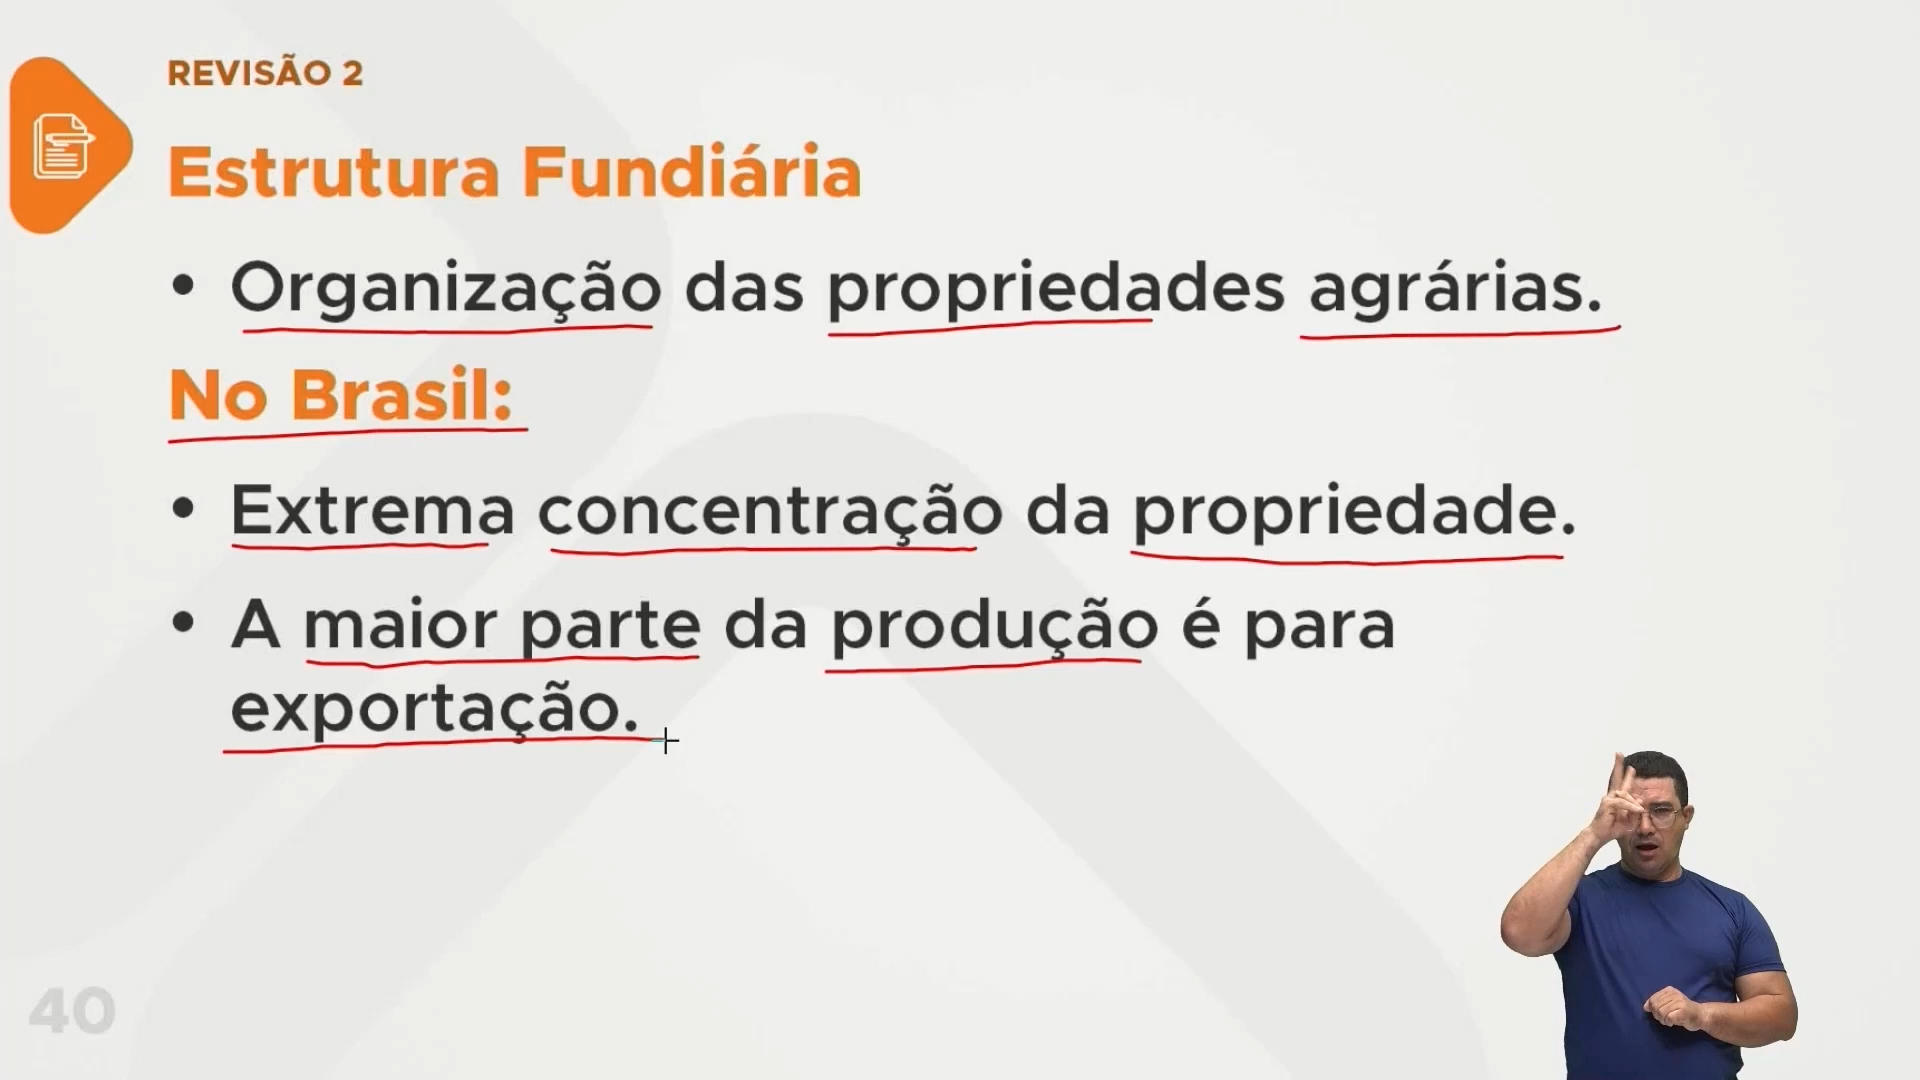 REVISÃO 2
Estrutura Fundiária
• Organização das propriedades agrárias.
No Brasil:
• Extrema concentração da propriedade.
• A maior parte da produção é para
exportação.
40